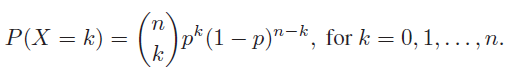 P(X = k) = \binom{n}{k} p^k (1 − p)^{n−k}, for k = 0, 1, . . . , n.